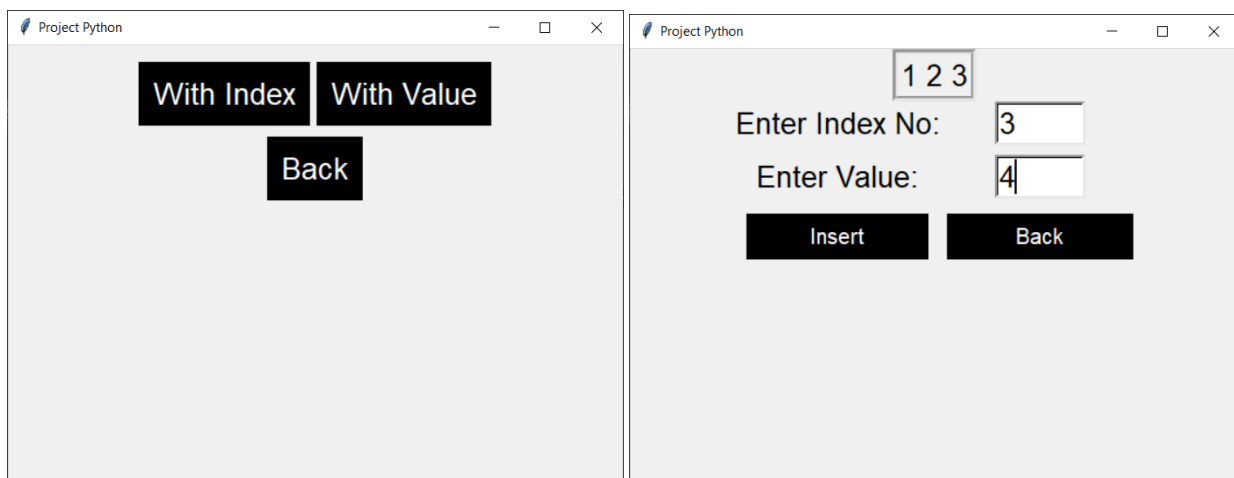 Project Python
With Index With Value
Back
Project Python
1 2 3
Enter Index No: 3
Enter Value: 4
Insert Back